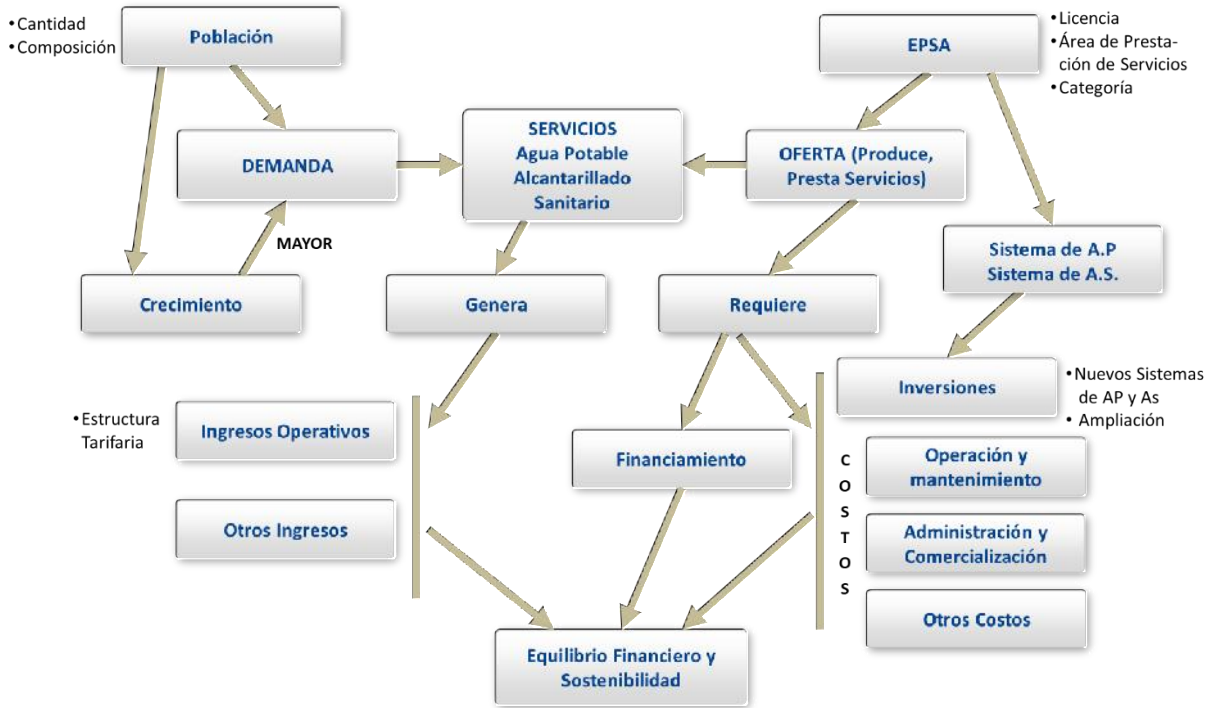 •Cantidad
•Composición
Población
EPSA
•Licencia
•Área de Presta-
ción de Servicios
•Categoría
DEMANDA
SERVICIOS
Agua Potable
Alcantarillado
Sanitario
OFERTA (Produce,
Presta Servicios)
MAYOR
Crecimiento
Genera
Requiere
Sistema de A.P
Sistema de A.S.
•Estructura
Tarifaria
Ingresos Operativos
Otros Ingresos
Financiamiento
COSTOS
Inversiones
•Nuevos Sistemas
de AP y As
• Ampliación
Operación y
mantenimiento
Administración y
Comercialización
Otros Costos
Equilibrio Financiero y
Sostenibilidad